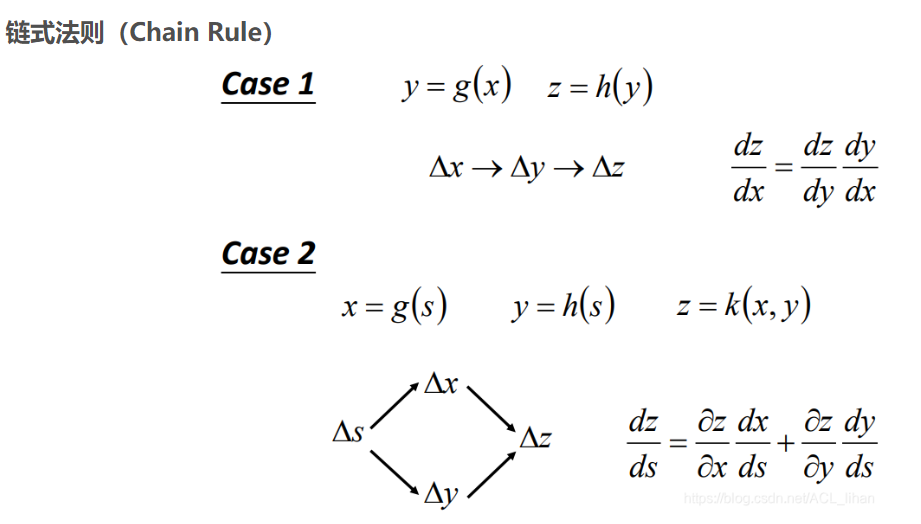 链式法则（Chain Rule）
Case 1 y = g(x) z = h(y)
Δx → Δy → Δz dz/dx = dz/dy dy/dx
Case 2
x = g(s) y = h(s) z = k(x, y)
Δx
Δs Δz dz/ds = ∂z/∂x dx/ds + ∂z/∂y dy/ds
Δy
https://blog.csdn.net/ACL_lihen